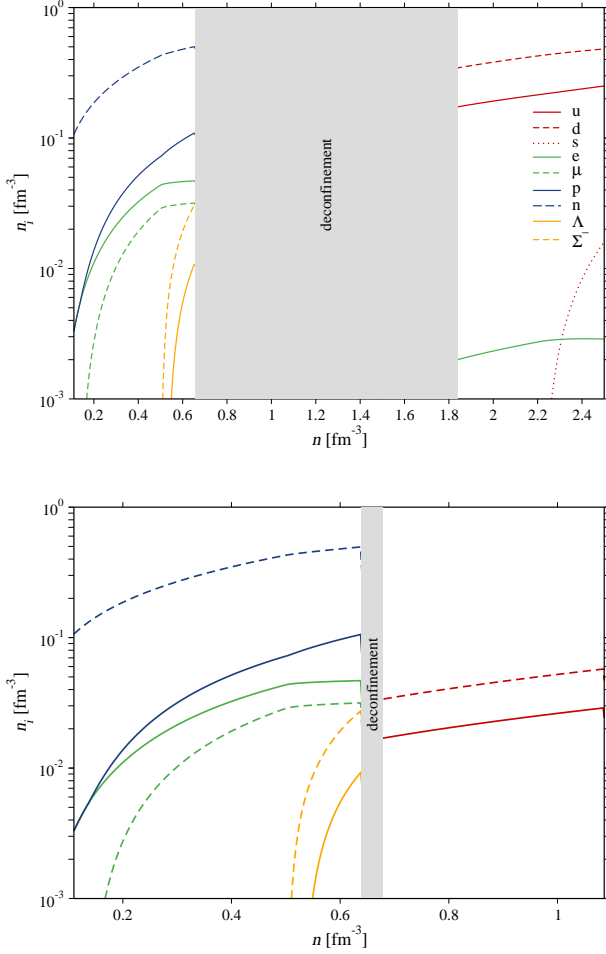 10^0
10^-1
10^-2
10^-3
n_i [fm^-3]
deconfinement
u
d
s
e
μ
p
n
Λ
Σ^-
0.2 0.4 0.6 0.8 1 1.2 1.4 1.6 1.8 2 2.2 2.4
n [fm^-3]
10^0
10^-1
10^-2
10^-3
n_i [fm^-3]
deconfinement
0.2 0.4 0.6 0.8 1
n [fm^-3]